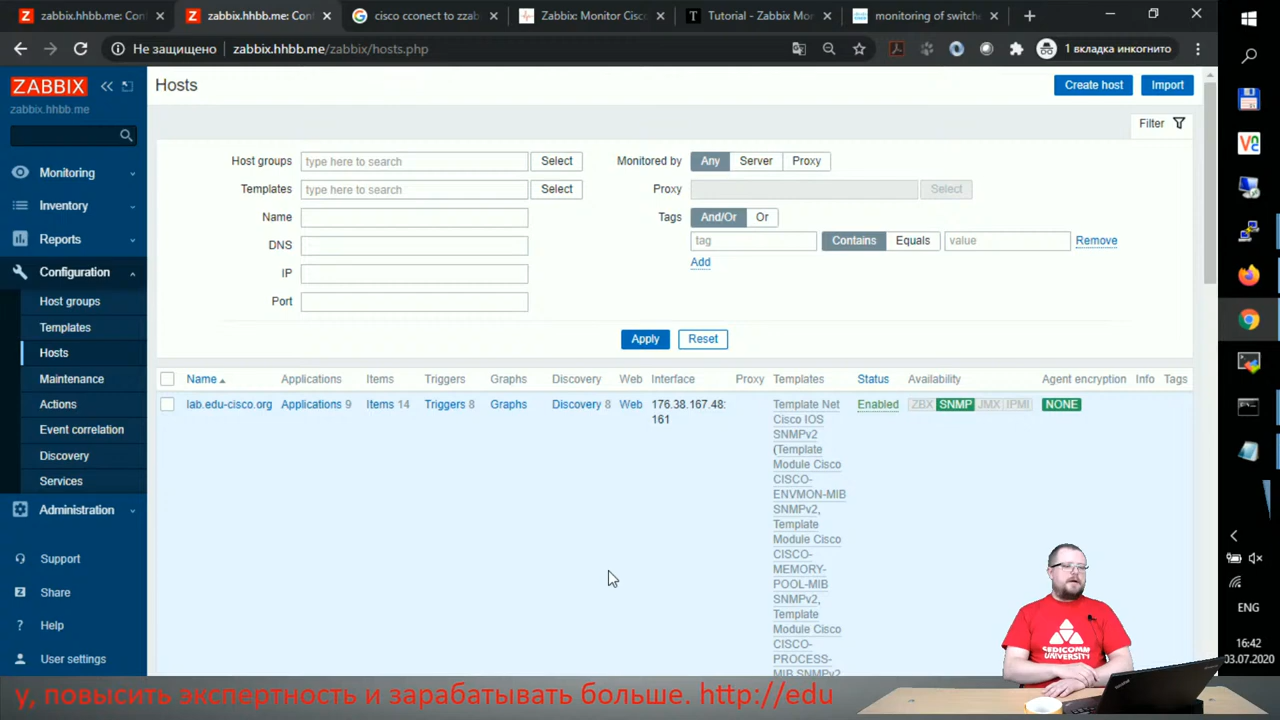 zabbix.hhbb.me: Con
zabbix.hhbb.me: Con
cisco cconect to zzab
Zabbix: Monitor Cisc
Tutorial - Zabbix Mo
monitoring of switch
Не защищено
zabbix.hhbb.me/zabbix/hosts.php
1 вкладка инкогнито
ZABBIX
zabbix.hhbb.me
Monitoring
Inventory
Reports
Configuration
Host groups
Templates
Hosts
Maintenance
Actions
Event correlation
Discovery
Services
Administration
Support
Share
Help
User settings
Hosts
Create host
Import
Filter
Host groups type here to search Select
Templates type here to search Select
Name
DNS
IP
Port
Monitored by Any Server Proxy
Proxy Select
Tags And/Or Or
tag Contains Equals value Remove
Add
Apply Reset
Name Applications Items Triggers Graphs Discovery Web Interface Proxy Templates Status Availability Agent encryption Info Tags
lab.edu-cisco.org Applications 9 Items 14 Triggers 8 Graphs Discovery 8 Web
176.38.167.48:
161
Template Net
Cisco IOS
SNMPv2
(Template
Module Cisco
CISCO-
ENVMON-MIB
SNMPv2,
Template
Module Cisco
CISCO-
MEMORY-
POOL-MIB
SNMPv2,
Template
Module Cisco
CISCO-
PROCESS-
MIB SNMPv2
Enabled ZBX SNMP JMX IPMI NONE
SEDICOMM
UNIVERSITY
ENG
16:42
03.07.2020
у, повысить экспертность и зарабатывать больше. http://edu